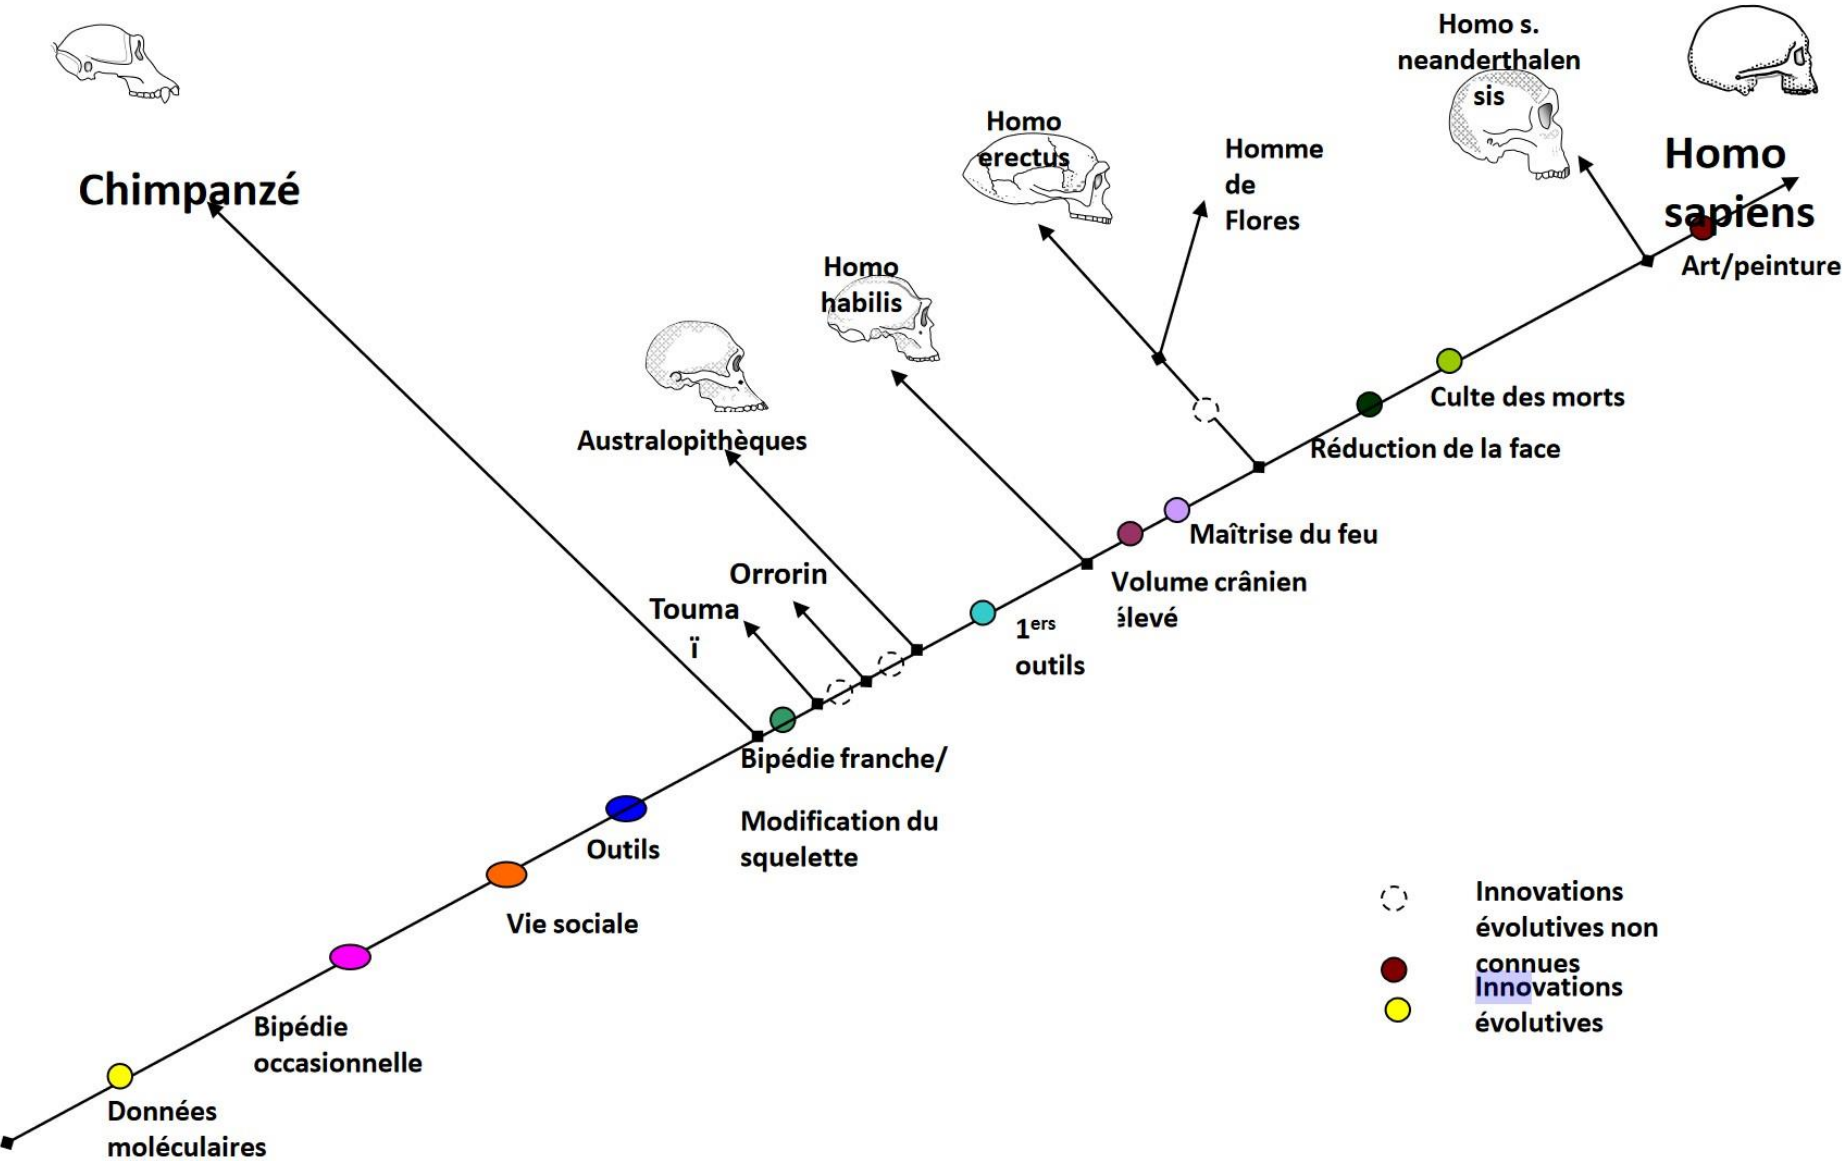 Homo s.
neanderthalen
sis
Homo
erectus
Homme
de
Flores
Homo
sapiens
Chimpanzé
Art/peinture
Homo
habilis
Australopithèques
Culte des morts
Réduction de la face
Maîtrise du feu
Orrorin
Touma
ï
Volume crânien
élevé
1ers
outils
Bipédie franche/
Modification du
squelette
Outils
Vie sociale
Innovations
évolutives non
connues
Innovations
évolutives
Bipédie
occasionnelle
Données
moléculaires